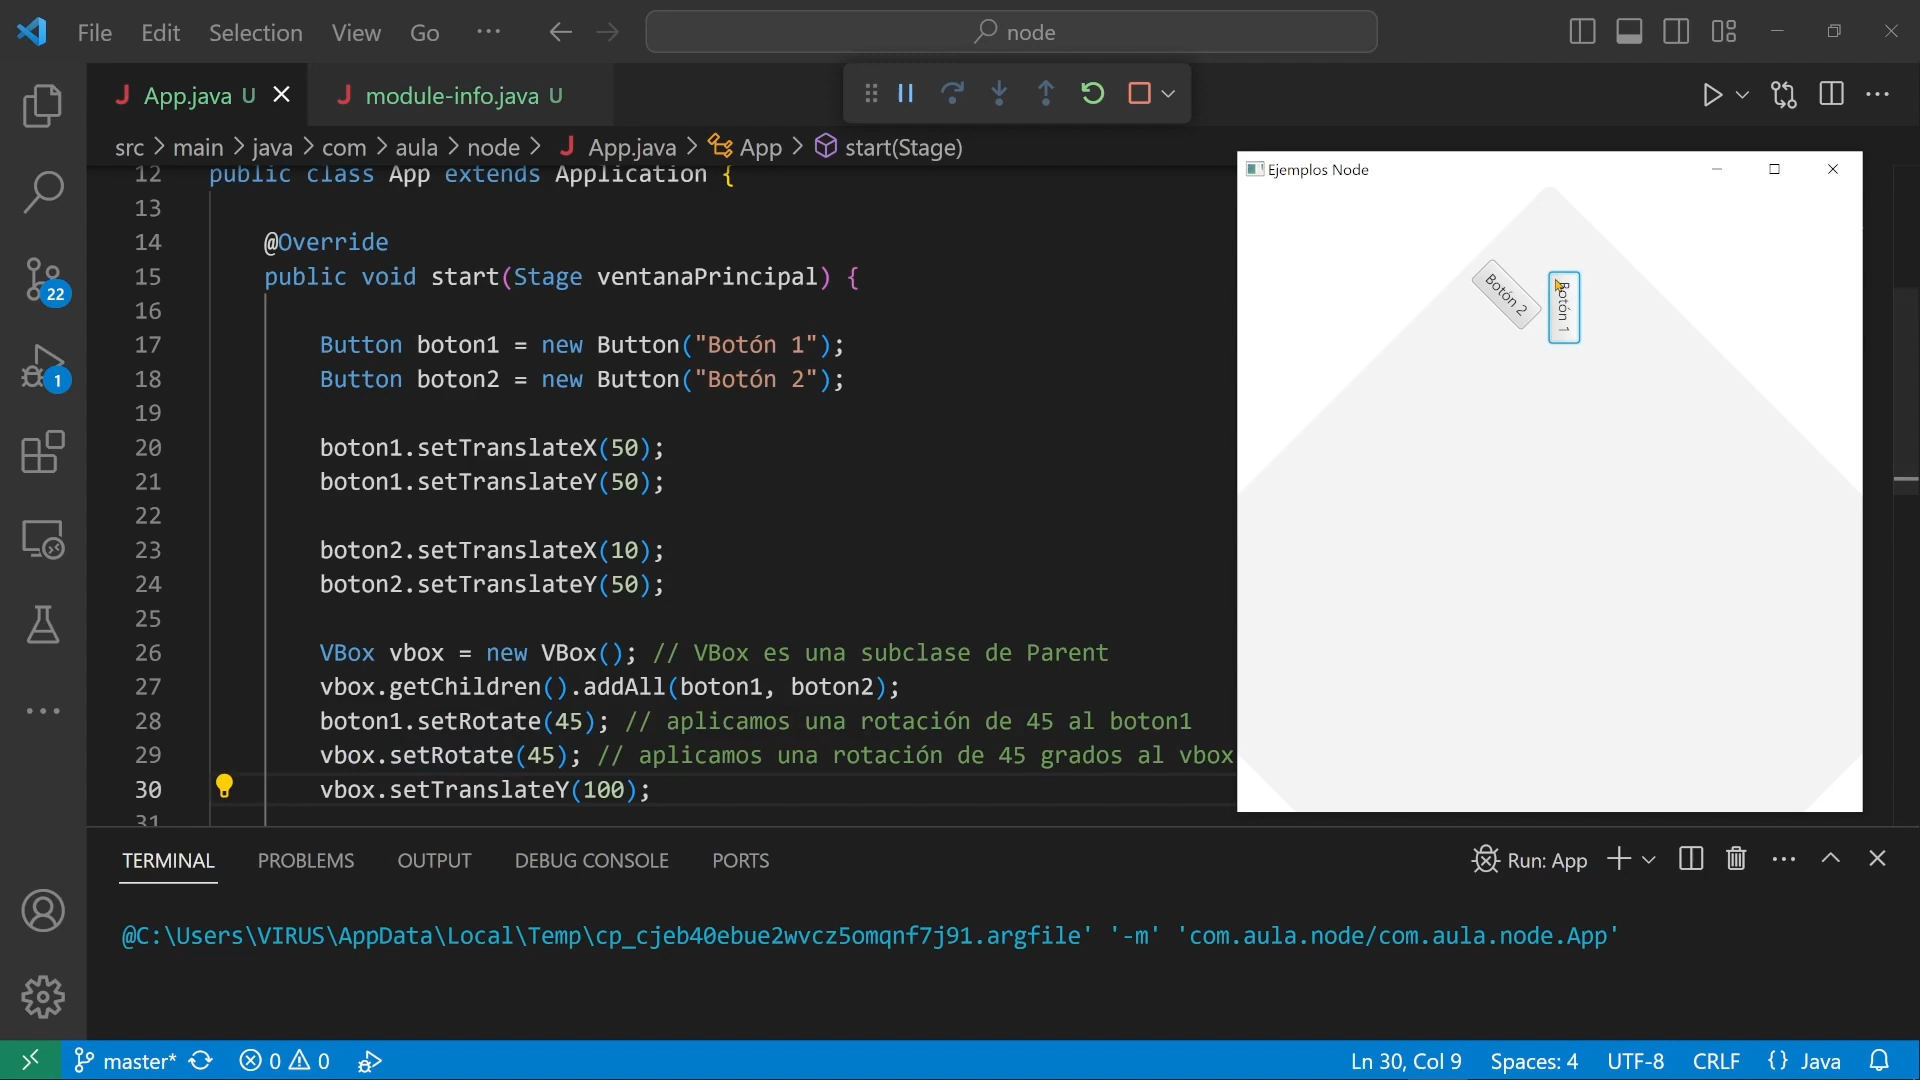 File Edit Selection View Go ··· node
App.java U module-info.java U
src > main > java > com > aula > node > App.java > App > start(Stage)
12 public class App extends Application {
13
14 @Override
15 public void start(Stage ventanaPrincipal) {
16
17 Button boton1 = new Button("Botón 1");
18 Button boton2 = new Button("Botón 2");
19
20 boton1.setTranslateX(50);
21 boton1.setTranslateY(50);
22
23 boton2.setTranslateX(10);
24 boton2.setTranslateY(50);
25
26 VBox vbox = new VBox(); // VBox es una subclase de Parent
27 vbox.getChildren().addAll(boton1, boton2);
28 boton1.setRotate(45); // aplicamos una rotación de 45 al boton1
29 vbox.setRotate(45); // aplicamos una rotación de 45 grados al vbox
30 vbox.setTranslateY(100);
31
22
1
Ejemplos Node
Botón 2
Botón 1
TERMINAL PROBLEMS OUTPUT DEBUG CONSOLE PORTS Run: App
@C:\Users\VIRUS\AppData\Local\Temp\cp_cjeb40ebue2wvcz5omqnf7j91.argfile' '-m' 'com.aula.node/com.aula.node.App'
master* 0 0 Ln 30, Col 9 Spaces: 4 UTF-8 CRLF {} Java